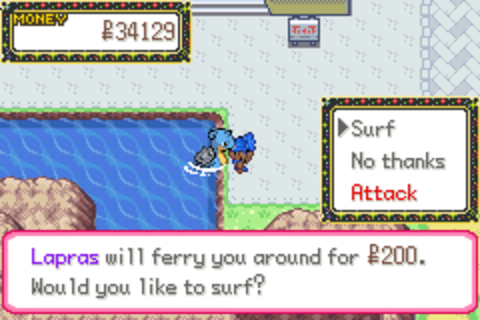 MONEY
₽34129
Surf
No thanks
Attack
Lapras will ferry you around for ₽200.
Would you like to surf?